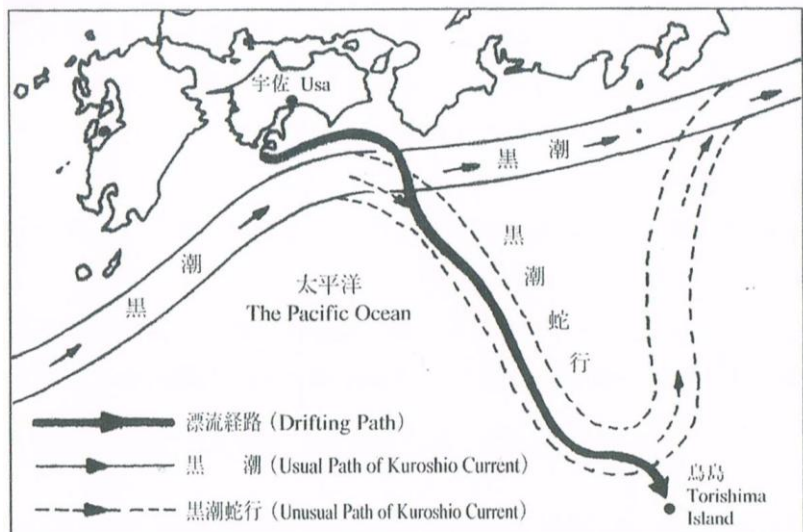 宇佐 Usa
黒潮
黒潮
黒潮蛇行
太平洋
The Pacific Ocean
漂流経路 (Drifting Path)
黒 潮 (Usual Path of Kuroshio Current)
黒潮蛇行 (Unusual Path of Kuroshio Current)
鳥島
Torishima
Island